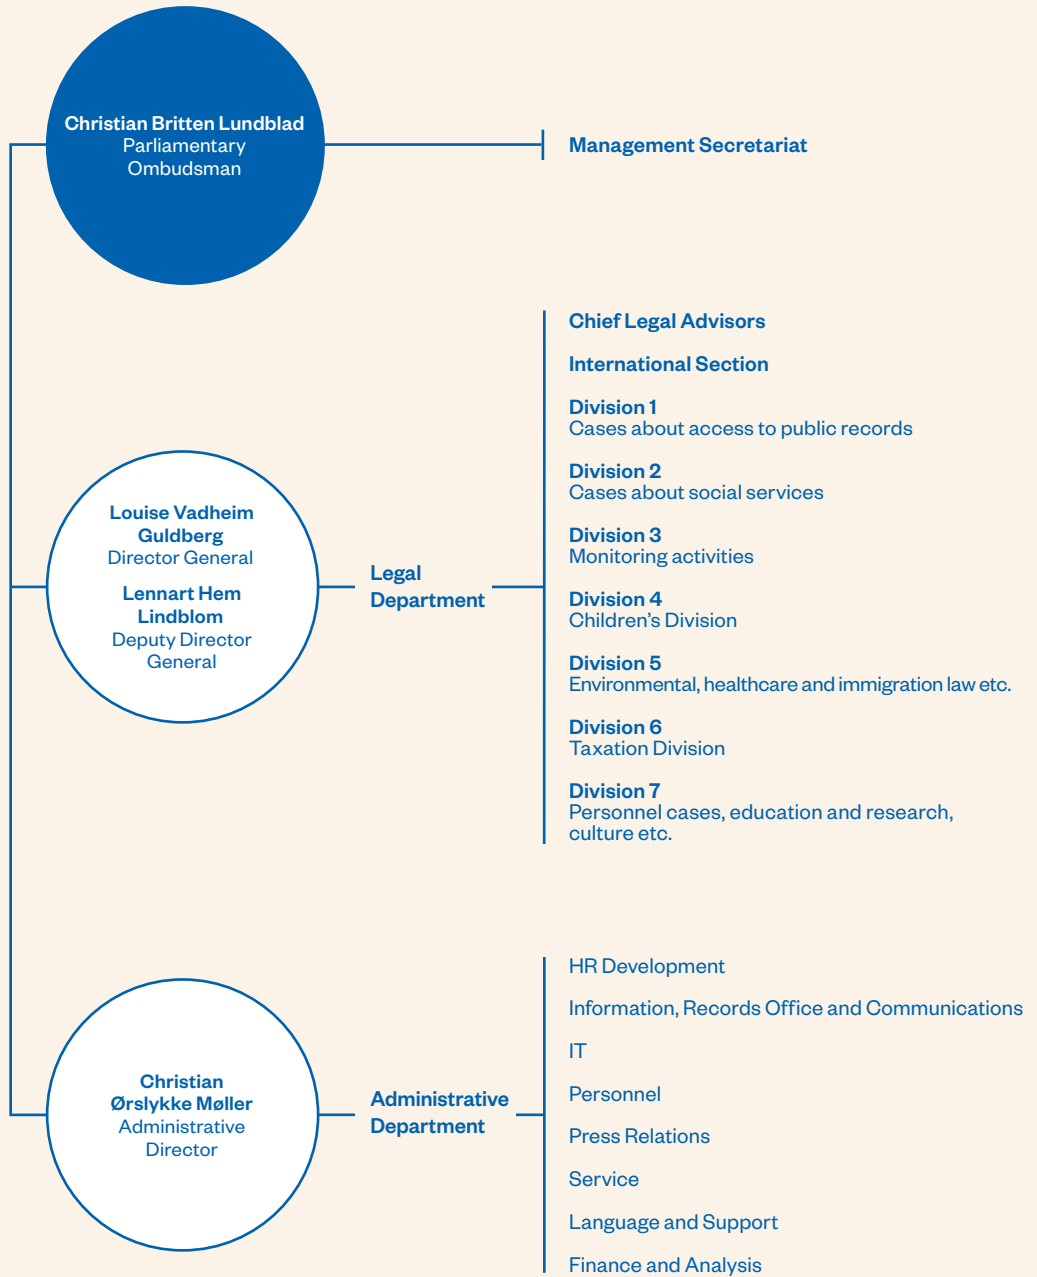 Christian Britten Lundblad
Parliamentary
Ombudsman
Management Secretariat
Louise Vadheim
Guldberg
Director General
Lennart Hem
Lindblom
Deputy Director
General
Legal
Department
Chief Legal Advisors
International Section
Division 1
Cases about access to public records
Division 2
Cases about social services
Division 3
Monitoring activities
Division 4
Children’s Division
Division 5
Environmental, healthcare and immigration law etc.
Division 6
Taxation Division
Division 7
Personnel cases, education and research,
culture etc.
Christian
Ørslykke Møller
Administrative
Director
Administrative
Department
HR Development
Information, Records Office and Communications
IT
Personnel
Press Relations
Service
Language and Support
Finance and Analysis